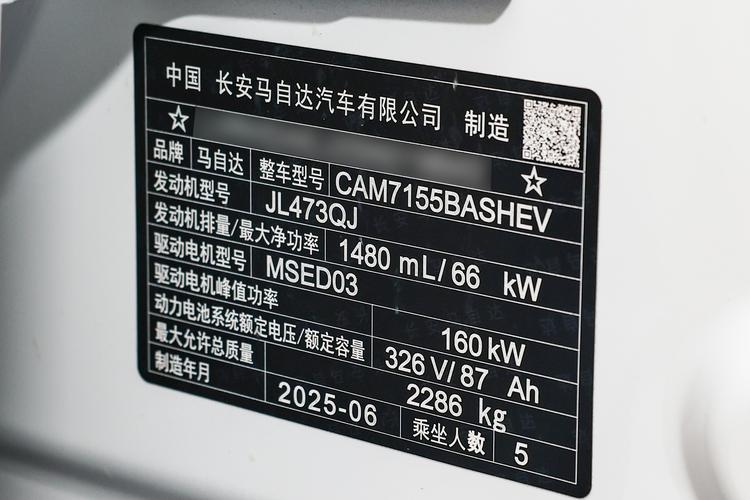 中国 长安马自达汽车有限公司 制造
☆ ☆
品牌 马自达 整车型号 CAM7155BASHEV
发动机型号 JL473QJ
发动机排量/最大净功率 1480 mL/ 66 kW
驱动电机型号 MSED03
驱动电机峰值功率 160 kW
动力电池系统额定电压/额定容量 326 V/ 87 Ah
最大允许总质量 2286 kg
制造年月 2025-06 乘坐人数 5